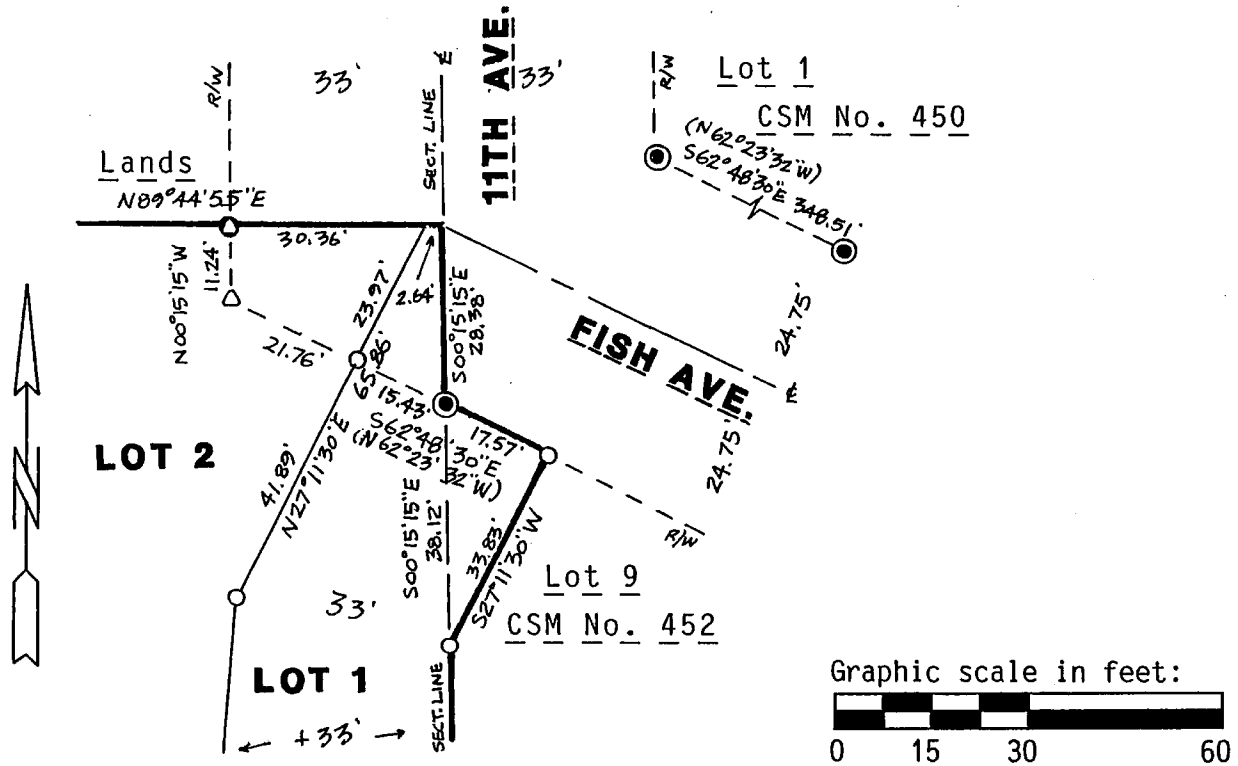 11TH AVE.
R/W
33'
SECT. LINE
℄
33'
R/W
Lot 1
CSM No. 450
(N62°23'32"W)
S62°48'30"E 348.51'
Lands
N89°44'55"E
30.36'
N00°15'15"W
11.24'
21.76'
23.97'
2.64'
S00°15'15"E
28.38'
65.86'
FISH AVE.
24.75'
℄
24.75'
15.43'
17.57'
S62°48'30"E
(N62°23'32"W)
R/W
LOT 2
41.89'
N27°11'30"E
S00°15'15"E
38.12'
33.83'
S27°11'30"W
N
33'
Lot 9
CSM No. 452
LOT 1
+33'
SECT. LINE
Graphic scale in feet:
0 15 30 60